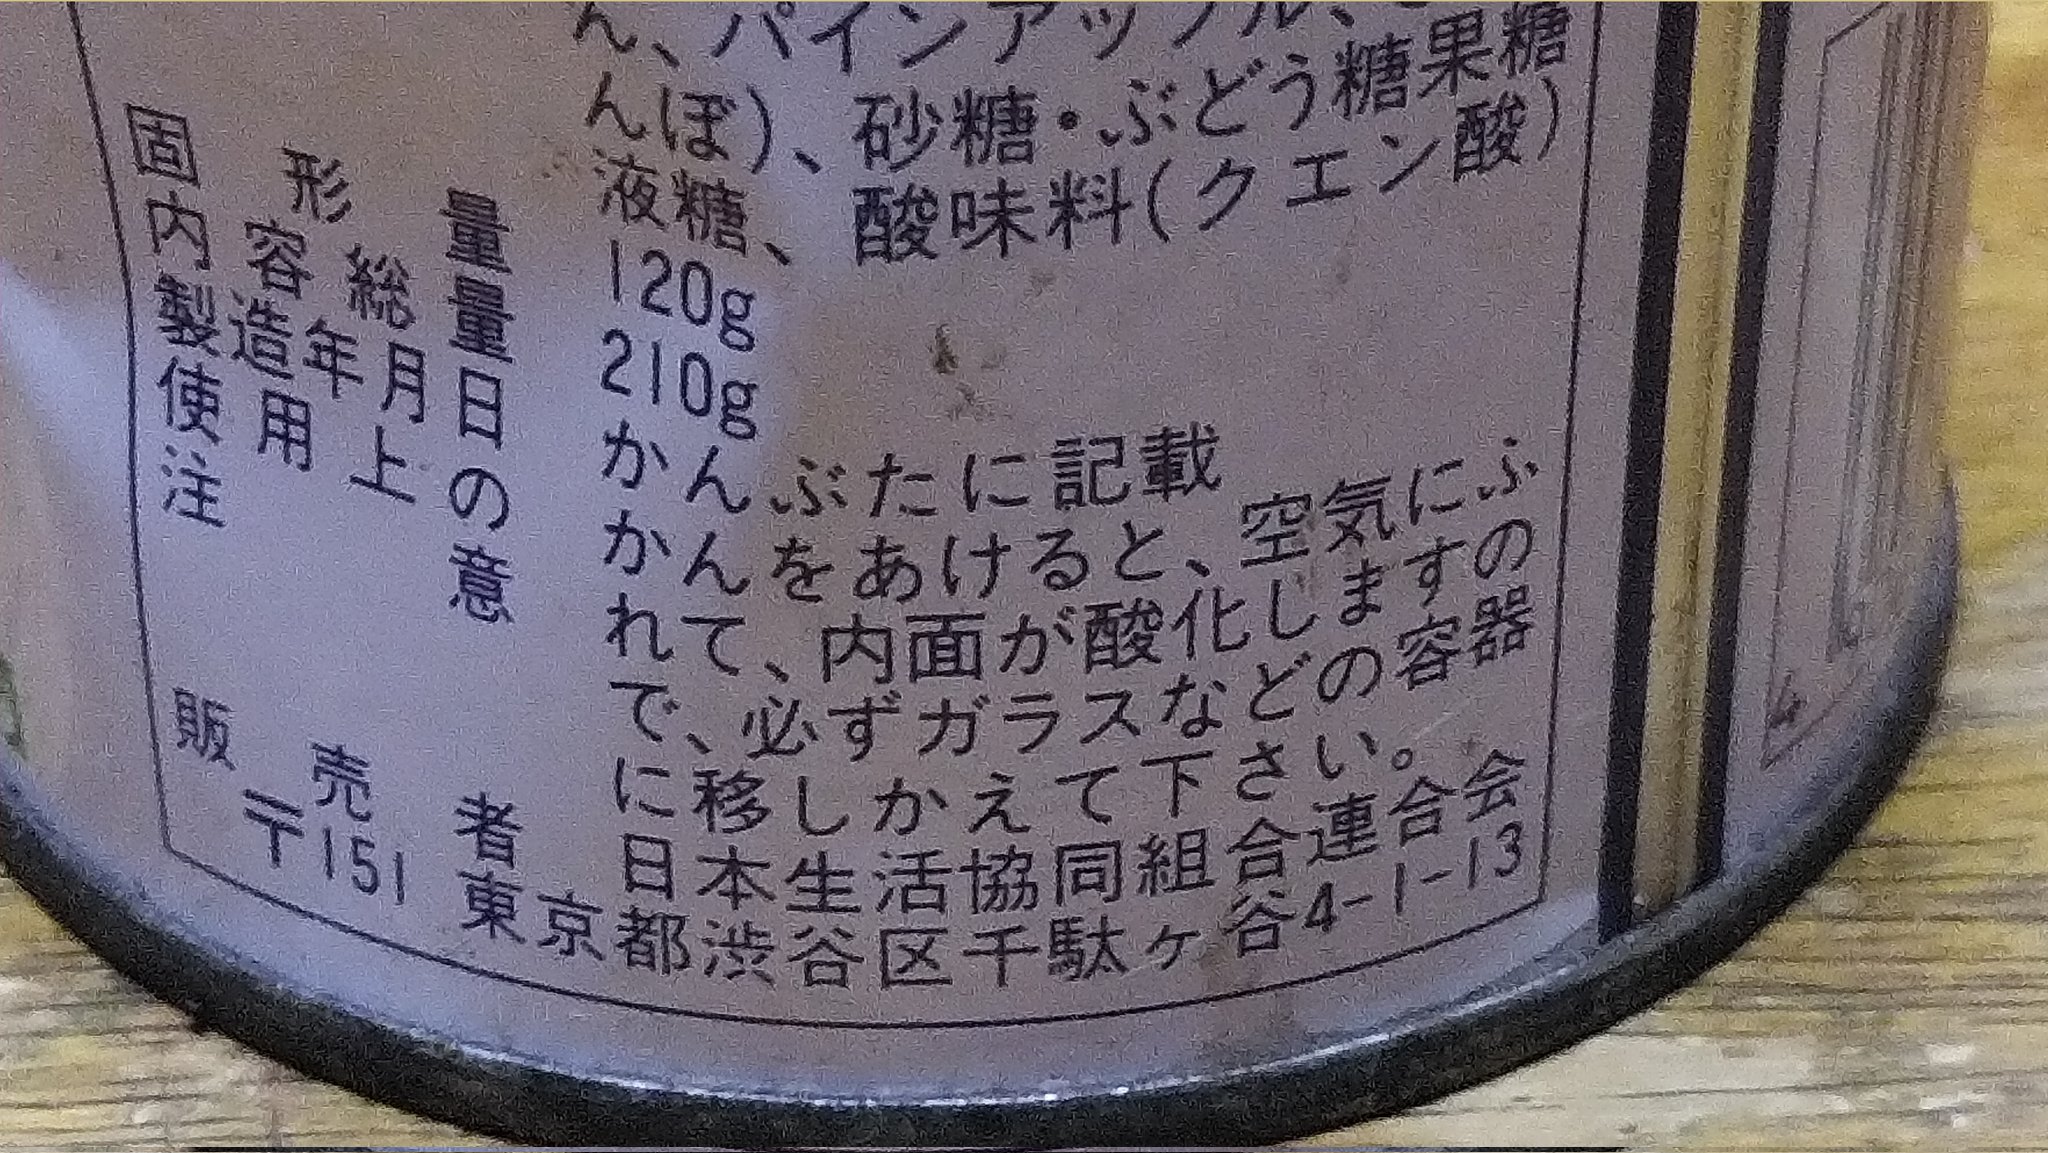 ん、パインアップル、
んぼ)、砂糖・ぶどう糖果糖
液糖、酸味料(クエン酸)
固形量 120g
内容総量 210g
製造年月日 かんぶたに記載
使用上の かんをあけると、空気にふ
注意 れて、内面が酸化しますの
で、必ずガラスなどの容器
に移しかえて下さい。
販売者 日本生活協同組合連合会
〒151 東京都渋谷区千駄ヶ谷4-1-13